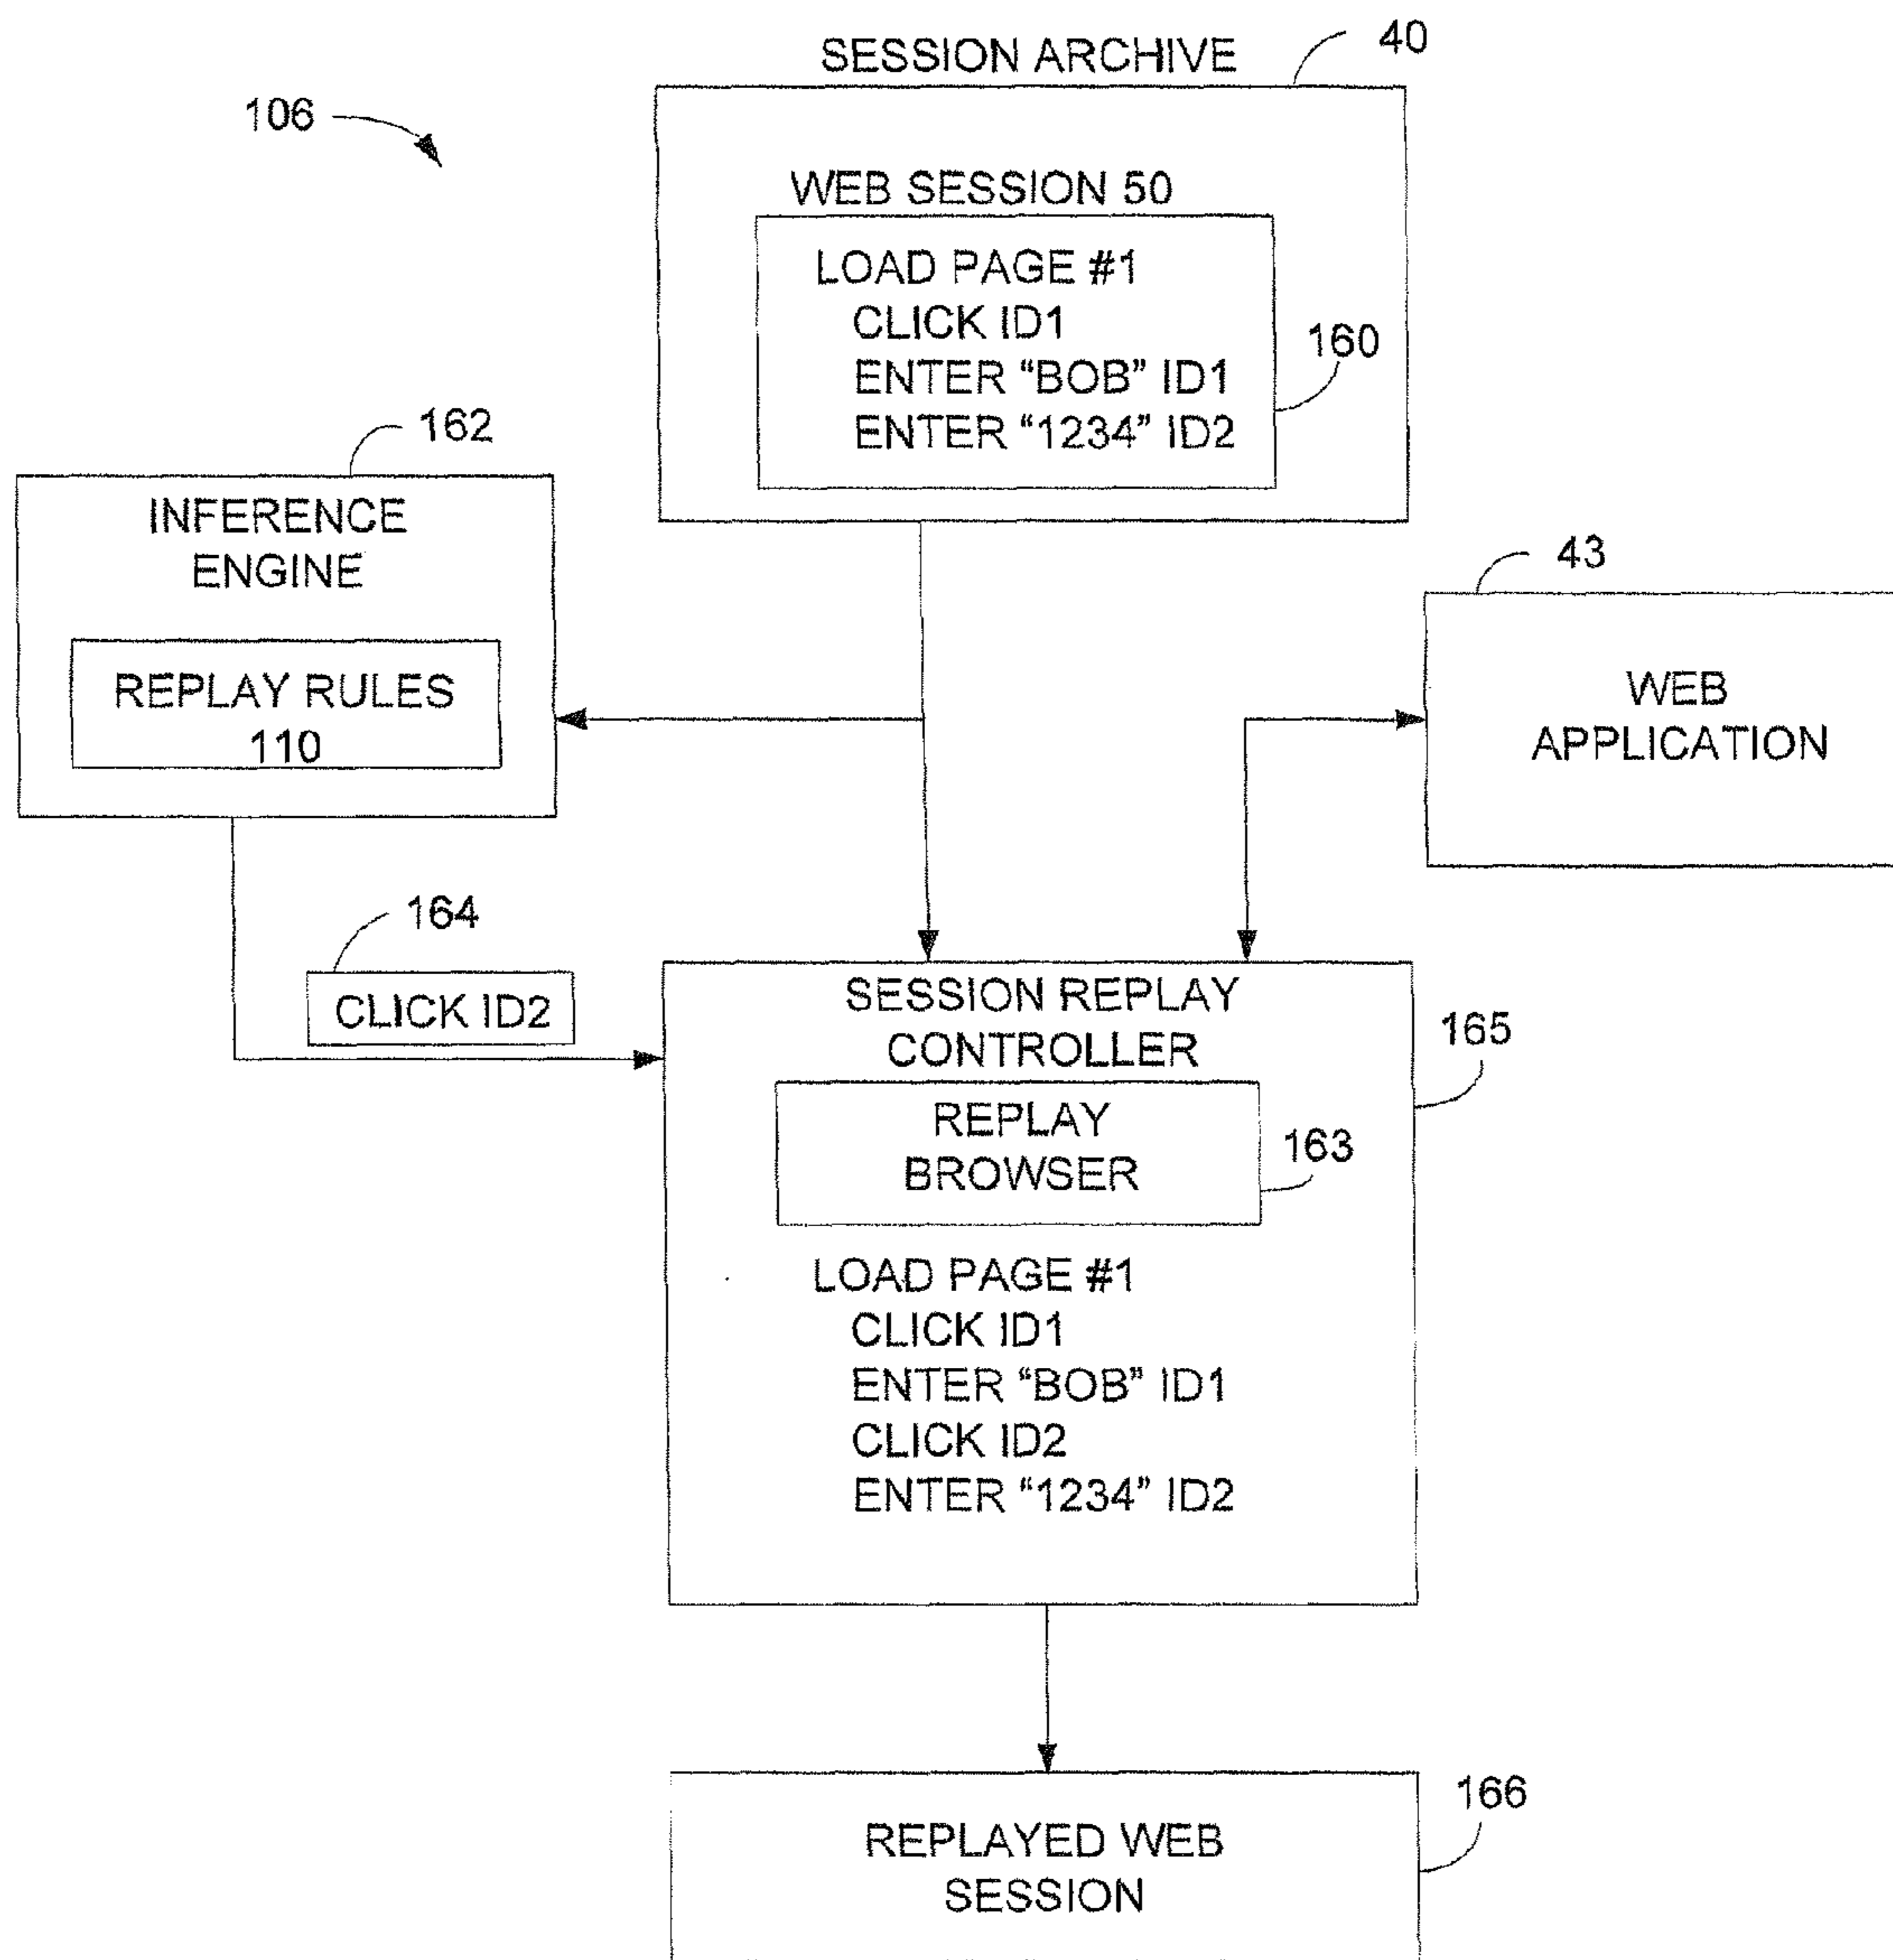 SESSION ARCHIVE
40
106
WEB SESSION 50
LOAD PAGE #1
CLICK ID1
ENTER “BOB” ID1
ENTER “1234” ID2
160
162
INFERENCE
ENGINE
REPLAY RULES
110
43
WEB
APPLICATION
164
CLICK ID2
SESSION REPLAY
CONTROLLER
165
REPLAY
BROWSER
163
LOAD PAGE #1
CLICK ID1
ENTER “BOB” ID1
CLICK ID2
ENTER “1234” ID2
REPLAYED WEB
SESSION
166